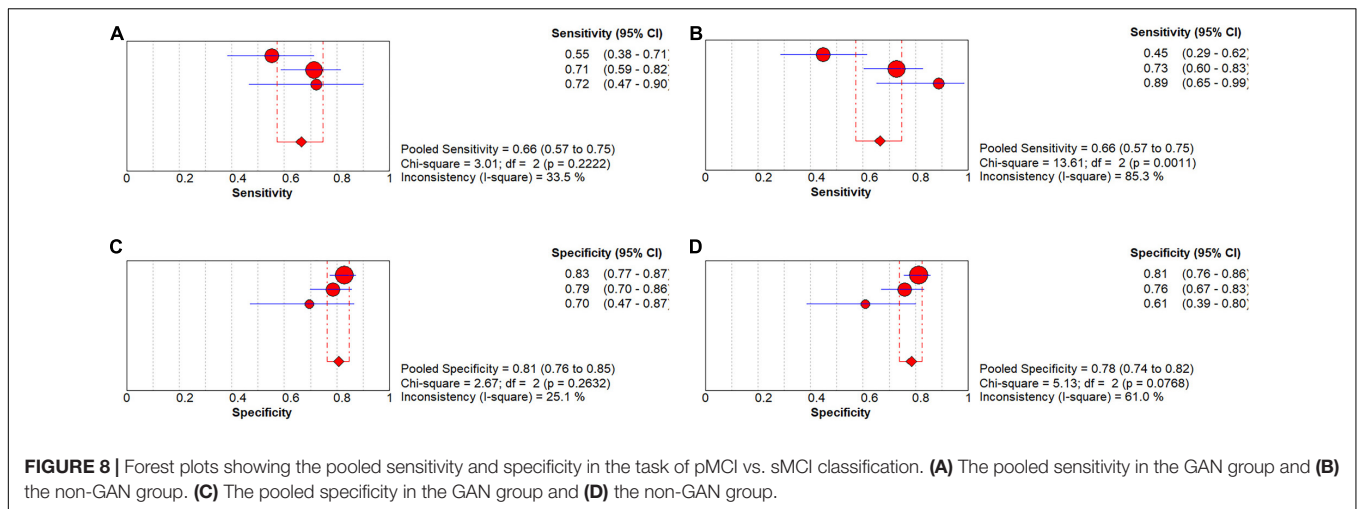 A
Sensitivity (95% CI)
0.55 (0.38 - 0.71)
0.71 (0.59 - 0.82)
0.72 (0.47 - 0.90)
Pooled Sensitivity = 0.66 (0.57 to 0.75)
Chi-square = 3.01; df = 2 (p = 0.2222)
Inconsistency (I-square) = 33.5 %
0 0.2 0.4 0.6 0.8 1
Sensitivity
B
Sensitivity (95% CI)
0.45 (0.29 - 0.62)
0.73 (0.60 - 0.83)
0.89 (0.65 - 0.99)
Pooled Sensitivity = 0.66 (0.57 to 0.75)
Chi-square = 13.61; df = 2 (p = 0.0011)
Inconsistency (I-square) = 85.3 %
0 0.2 0.4 0.6 0.8 1
Sensitivity
C
Specificity (95% CI)
0.83 (0.77 - 0.87)
0.79 (0.70 - 0.86)
0.70 (0.47 - 0.87)
Pooled Specificity = 0.81 (0.76 to 0.85)
Chi-square = 2.67; df = 2 (p = 0.2632)
Inconsistency (I-square) = 25.1 %
0 0.2 0.4 0.6 0.8 1
Specificity
D
Specificity (95% CI)
0.81 (0.76 - 0.86)
0.76 (0.67 - 0.83)
0.61 (0.39 - 0.80)
Pooled Specificity = 0.78 (0.74 to 0.82)
Chi-square = 5.13; df = 2 (p = 0.0768)
Inconsistency (I-square) = 61.0 %
0 0.2 0.4 0.6 0.8 1
Specificity
FIGURE 8 | Forest plots showing the pooled sensitivity and specificity in the task of pMCI vs. sMCI classification. (A) The pooled sensitivity in the GAN group and (B)
the non-GAN group. (C) The pooled specificity in the GAN group and (D) the non-GAN group.